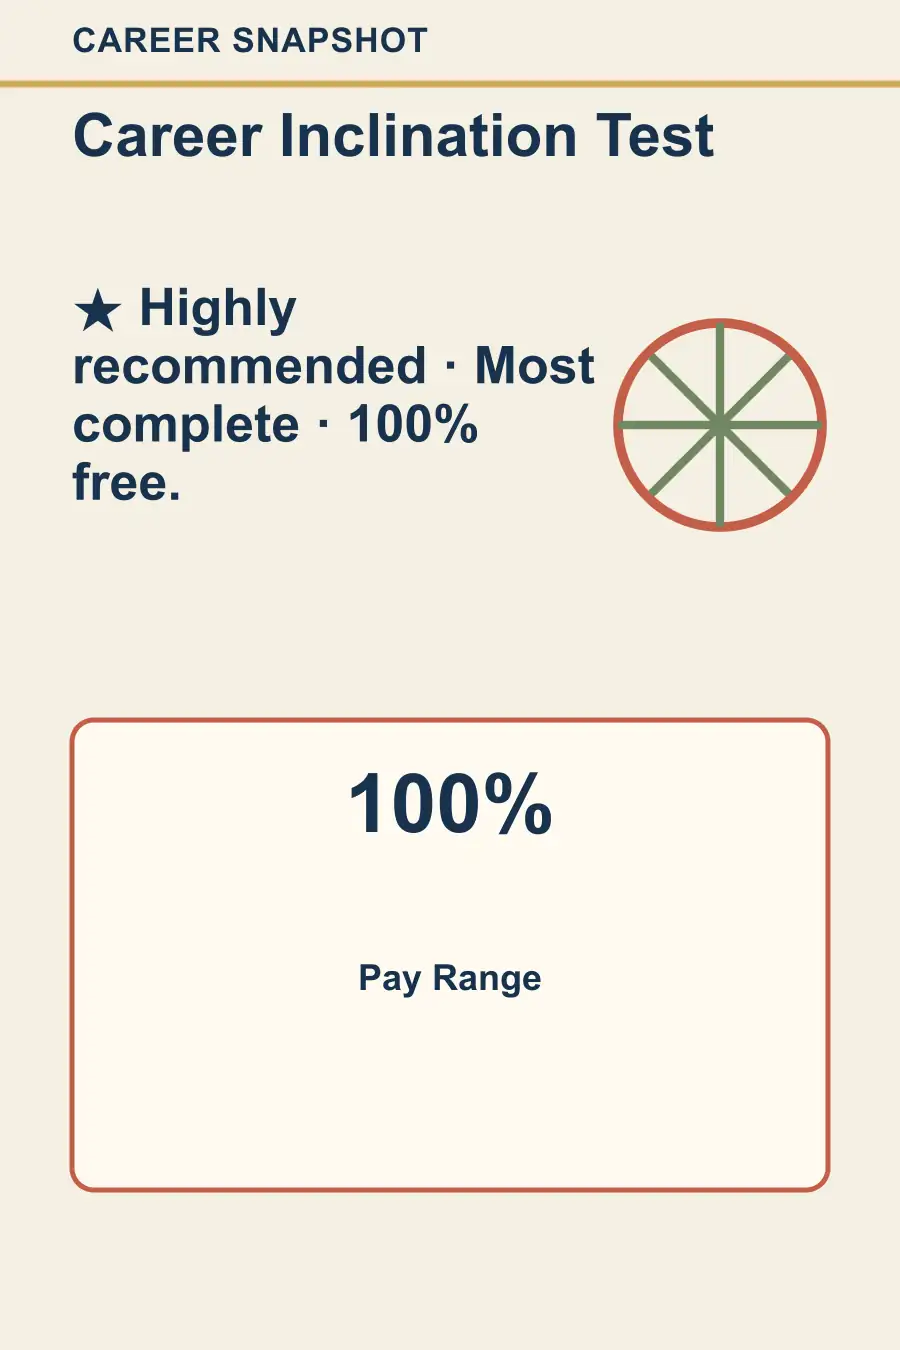 CAREER SNAPSHOT
Career Inclination Test
★ Highly
recommended · Most
complete · 100%
free.
100%
Pay Range